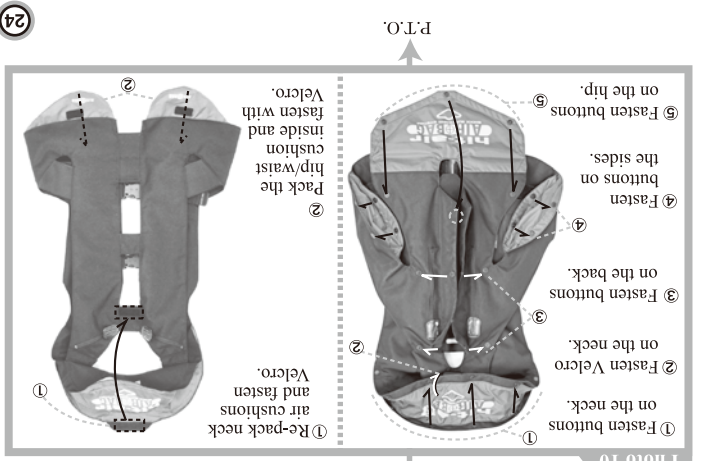 Photo 10
① Fasten buttons
on the neck.
② Fasten Velcro
on the neck.
③ Fasten buttons
on the back.
④ Fasten
buttons on
the sides.
⑤ Fasten buttons
on the hip.
①
②
③
④
⑤
AIRBAG
① Re-pack neck
air cushions
and fasten
Velcro.
②
Pack the
hip/waist
cushion
inside and
fasten with
Velcro.
①
②
P.T.O.
24